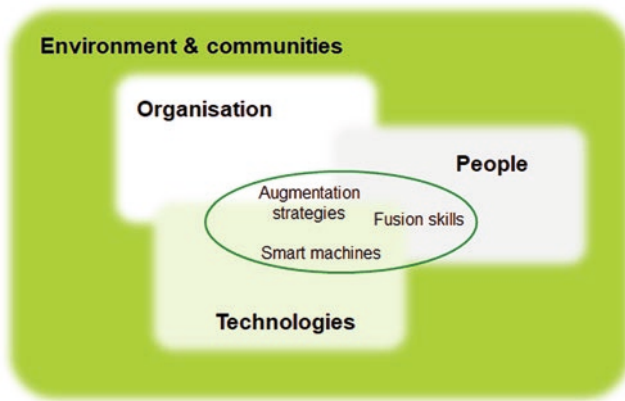 Environment & communities
Organisation
People
Augmentation
strategies
Fusion skills
Smart machines
Technologies